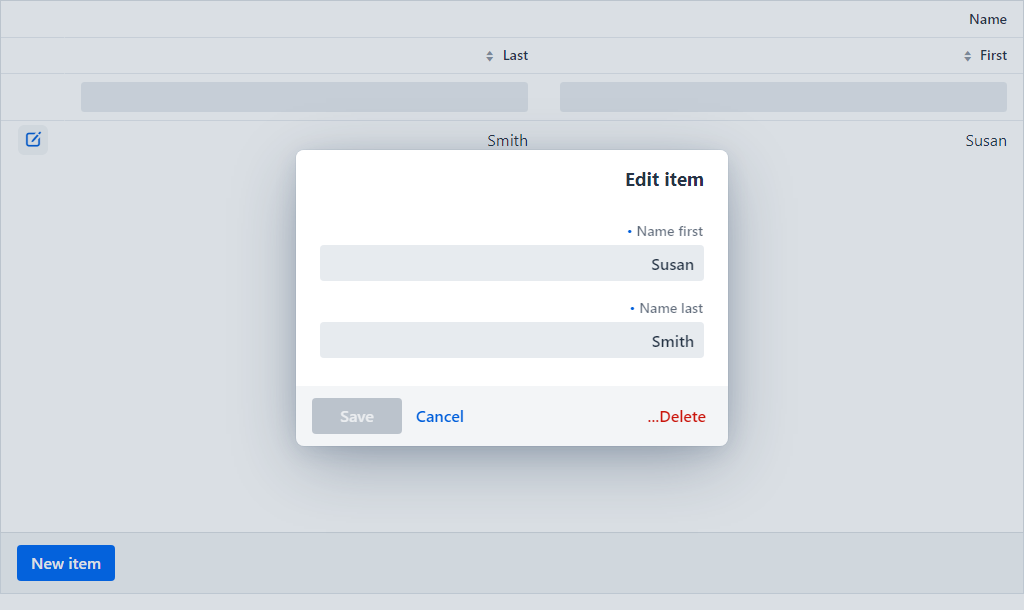 Name
First
Last
Susan
Smith
Edit item
• Name first
Susan
• Name last
Smith
...Delete
Cancel
Save
New item